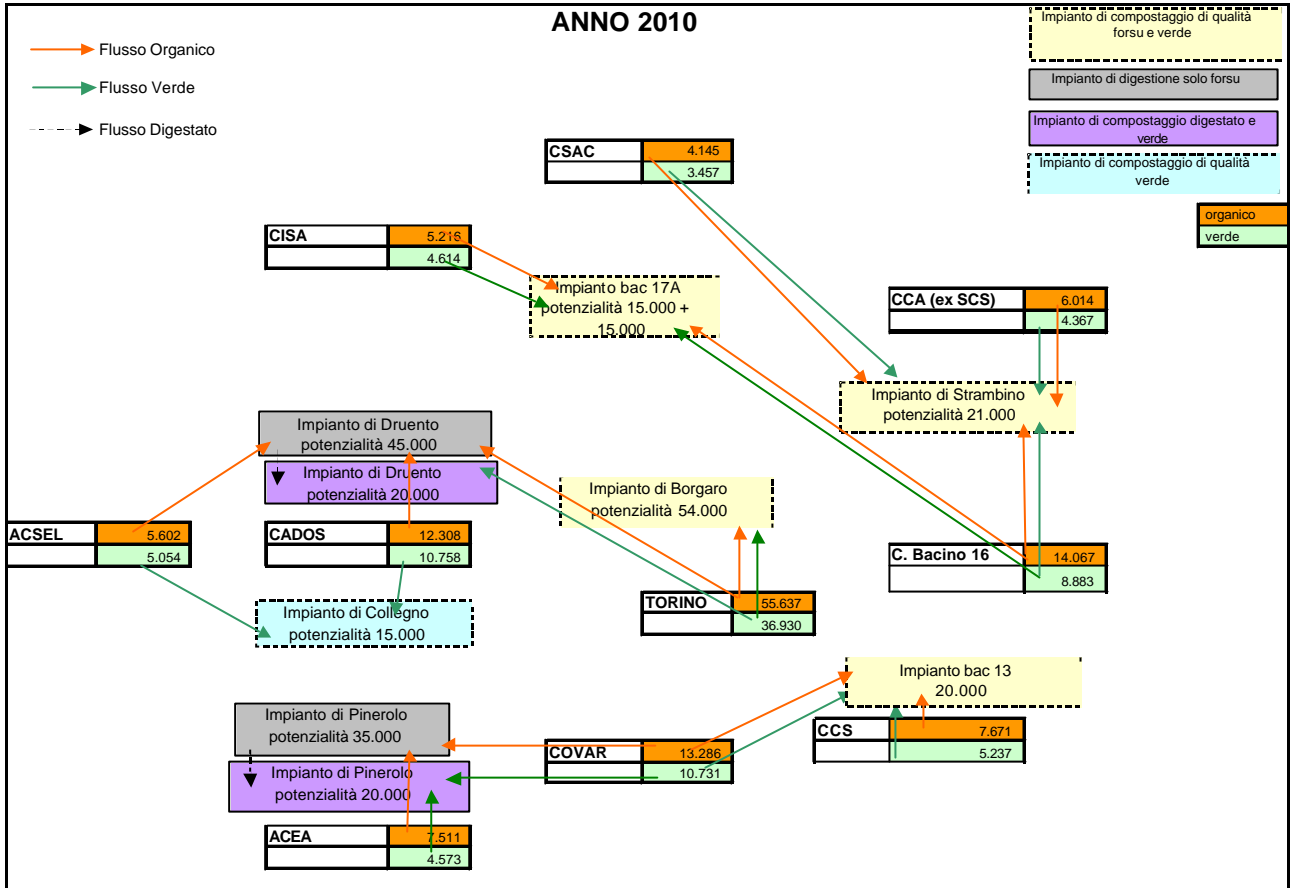 ANNO 2010
Flusso Organico
Flusso Verde
Flusso Digestato
Impianto di compostaggio di qualità
forsu e verde
Impianto di digestione solo forsu
Impianto di compostaggio digestato e
verde
Impianto di compostaggio di qualità
verde
organico
verde
CSAC 4.145
3.457
CISA 5.216
4.614
Impianto bac 17A
potenzialità 15.000 +
15.000
CCA (ex SCS) 6.014
4.367
Impianto di Strambino
potenzialità 21.000
Impianto di Druento
potenzialità 45.000
Impianto di Druento
potenzialità 20.000
Impianto di Borgaro
potenzialità 54.000
ACSEL 5.602
5.054
CADOS 12.308
10.758
C. Bacino 16 14.067
8.883
Impianto di Collegno
potenzialità 15.000
TORINO 55.637
36.930
Impianto bac 13
20.000
Impianto di Pinerolo
potenzialità 35.000
CCS 7.671
5.237
COVAR 13.286
10.731
Impianto di Pinerolo
potenzialità 20.000
ACEA 7.511
4.573